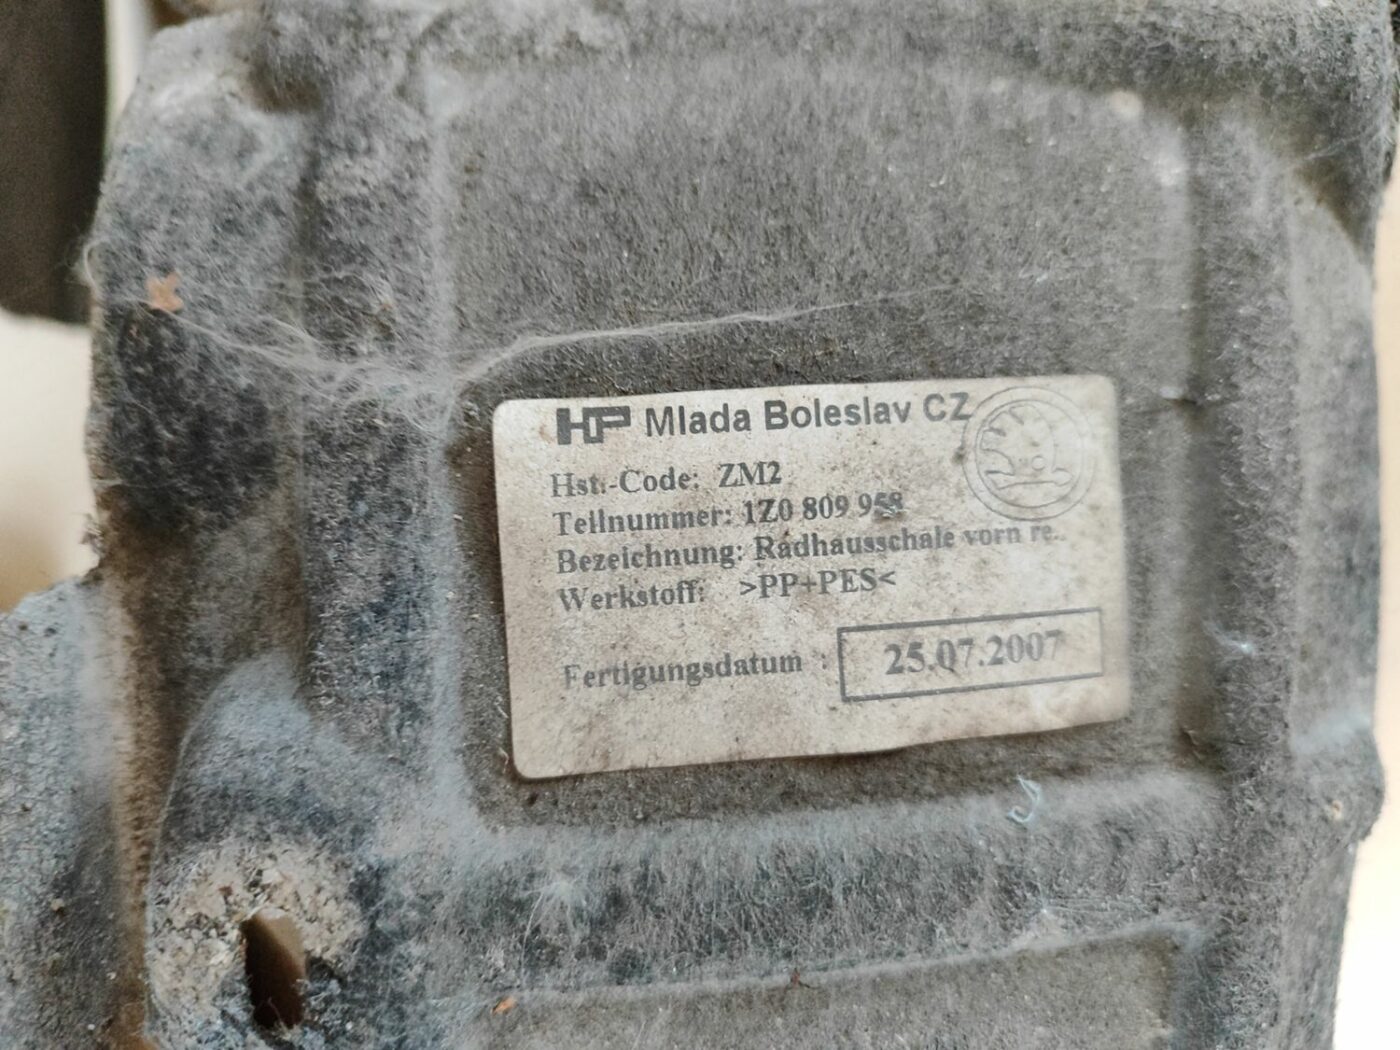 HP Mlada Boleslav CZ
Hst.-Code: ZM2
Teilnummer: 1Z0 809 958
Bezeichnung: Radhausschale vorn re..
Werkstoff: >PP+PES<
Fertigungsdatum : 25.07.2007